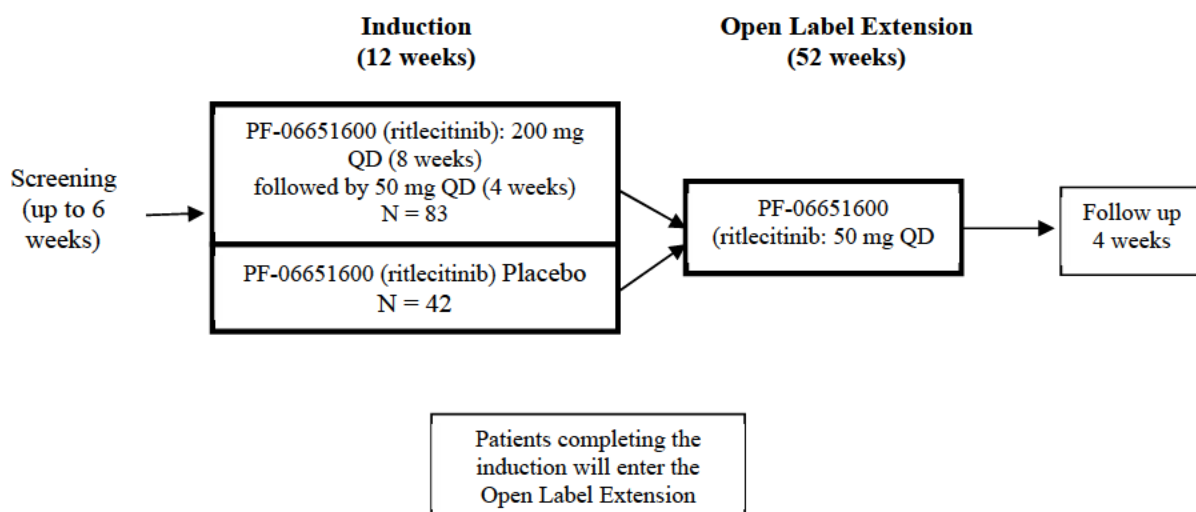 Induction
(12 weeks)
Open Label Extension
(52 weeks)
Screening
(up to 6
weeks)
PF-06651600 (ritlecitinib): 200 mg
QD (8 weeks)
followed by 50 mg QD (4 weeks)
N = 83
PF-06651600 (ritlecitinib) Placebo
N = 42
PF-06651600
(ritlecitinib: 50 mg QD
Follow up
4 weeks
Patients completing the
induction will enter the
Open Label Extension